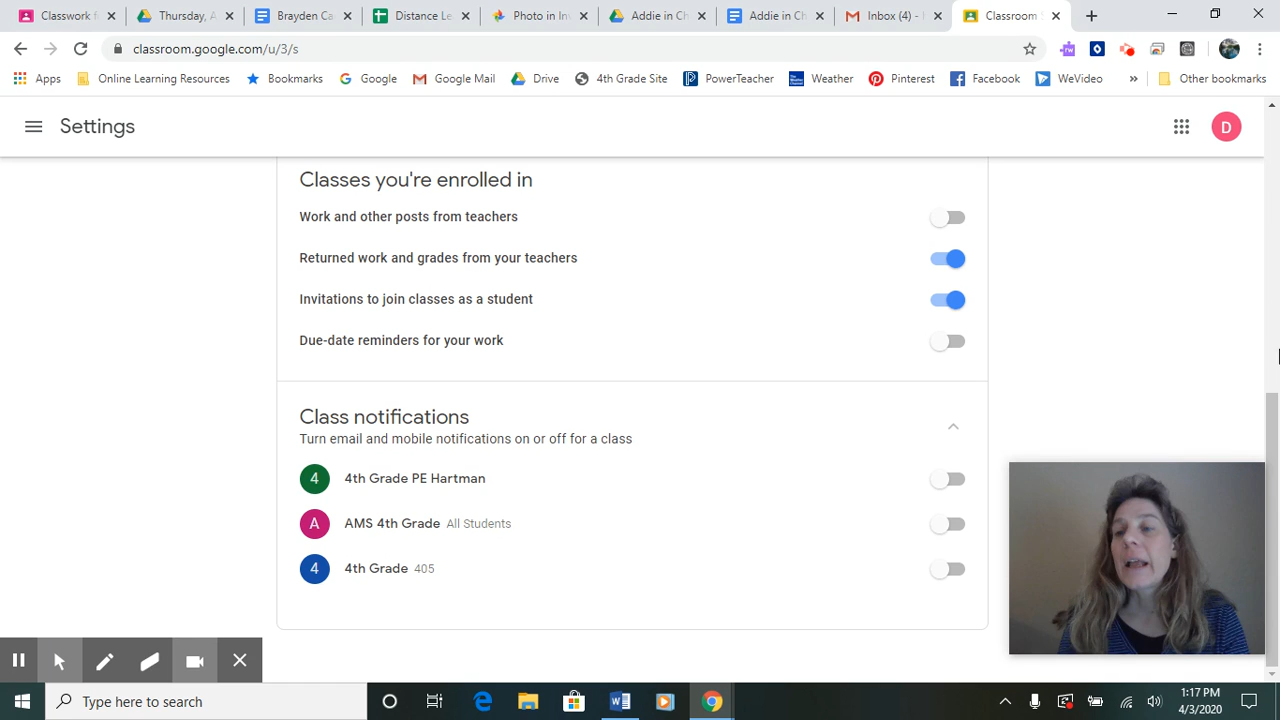 Classwork f
Thursday, A
Brayden Ca
Distance Le
Photo in Inv
Addie in Ch
Addie in Ch
Inbox (4) -
Classroom S
classroom.google.com/u/3/s
Apps
Online Learning Resources
Bookmarks
Google
Google Mail
Drive
4th Grade Site
PowerTeacher
Weather
Pinterest
Facebook
WeVideo
»
Other bookmarks
Settings
D
Classes you're enrolled in
Work and other posts from teachers
Returned work and grades from your teachers
Invitations to join classes as a student
Due-date reminders for your work
Class notifications
Turn email and mobile notifications on or off for a class
4 4th Grade PE Hartman
A AMS 4th Grade All Students
4 4th Grade 405
Type here to search
1:17 PM
4/3/2020